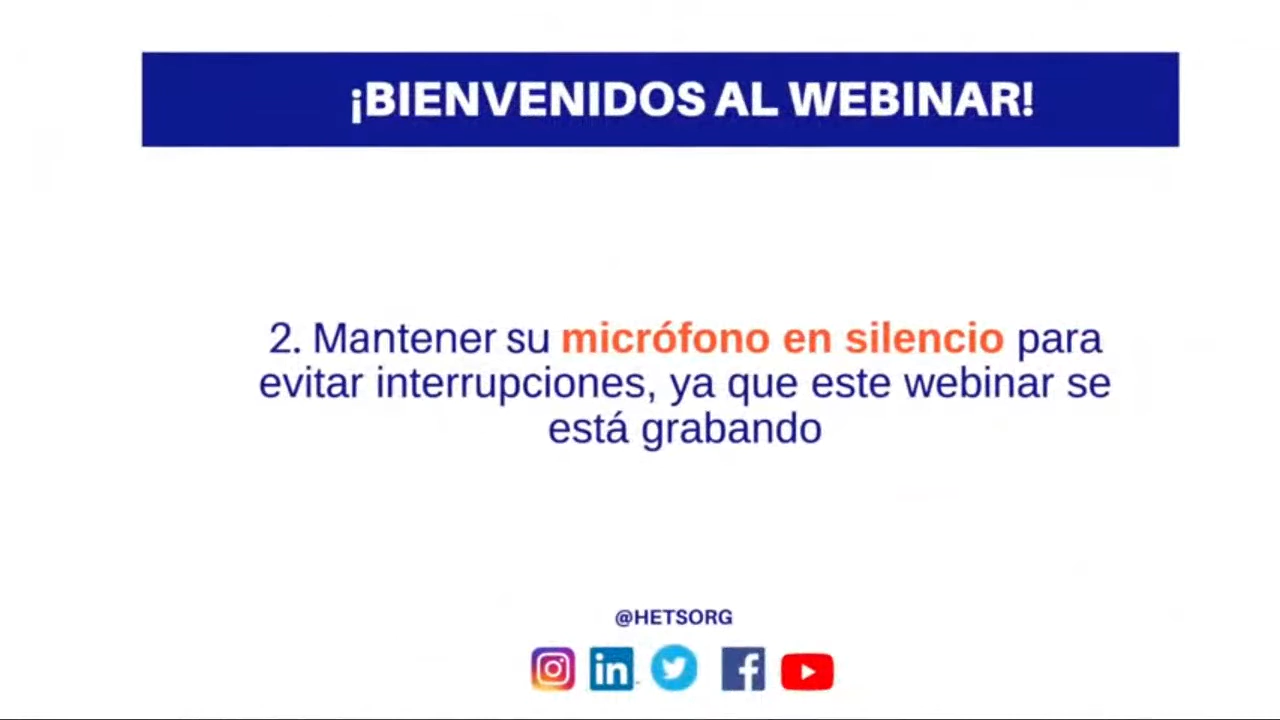 ¡BIENVENIDOS AL WEBINAR!
2. Mantener su micrófono en silencio para
evitar interrupciones, ya que este webinar se
está grabando
@HETSORG
in